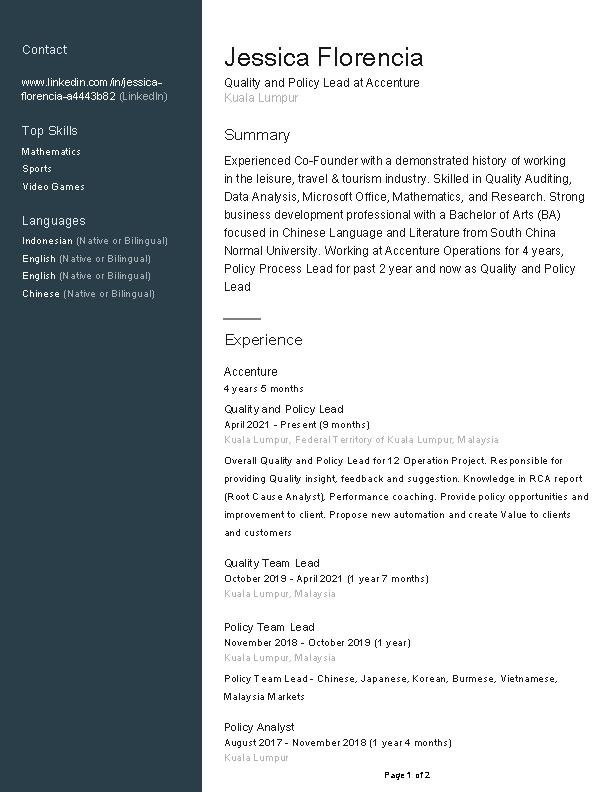 Contact
www.linkedin.com/in/jessica-
florencia-a4443b82 (LinkedIn)
Top Skills
Mathematics
Sports
Video Games
Languages
Indonesian (Native or Bilingual)
English (Native or Bilingual)
English (Native or Bilingual)
Chinese (Native or Bilingual)
Jessica Florencia
Quality and Policy Lead at Accenture
Kuala Lumpur
Summary
Experienced Co-Founder with a demonstrated history of working
in the leisure, travel & tourism industry. Skilled in Quality Auditing,
Data Analysis, Microsoft Office, Mathematics, and Research. Strong
business development professional with a Bachelor of Arts (BA)
focused in Chinese Language and Literature from South China
Normal University. Working at Accenture Operations for 4 years,
Policy Process Lead for past 2 year and now as Quality and Policy
Lead
Experience
Accenture
4 years 5 months
Quality and Policy Lead
April 2021 - Present (9 months)
Kuala Lumpur, Federal Territory of Kuala Lumpur, Malaysia
Overall Quality and Policy Lead for 12 Operation Project. Responsible for
providing Quality insight, feedback and suggestion. Knowledge in RCA report
(Root Cause Analyst), Performance coaching. Provide policy opportunities and
improvement to client. Propose new automation and create Value to clients
and customers
Quality Team Lead
October 2019 - April 2021 (1 year 7 months)
Kuala Lumpur, Malaysia
Policy Team Lead
November 2018 - October 2019 (1 year)
Kuala Lumpur, Malaysia
Policy Team Lead - Chinese, Japanese, Korean, Burmese, Vietnamese,
Malaysia Markets
Policy Analyst
August 2017 - November 2018 (1 year 4 months)
Kuala Lumpur
Page 1 of 2